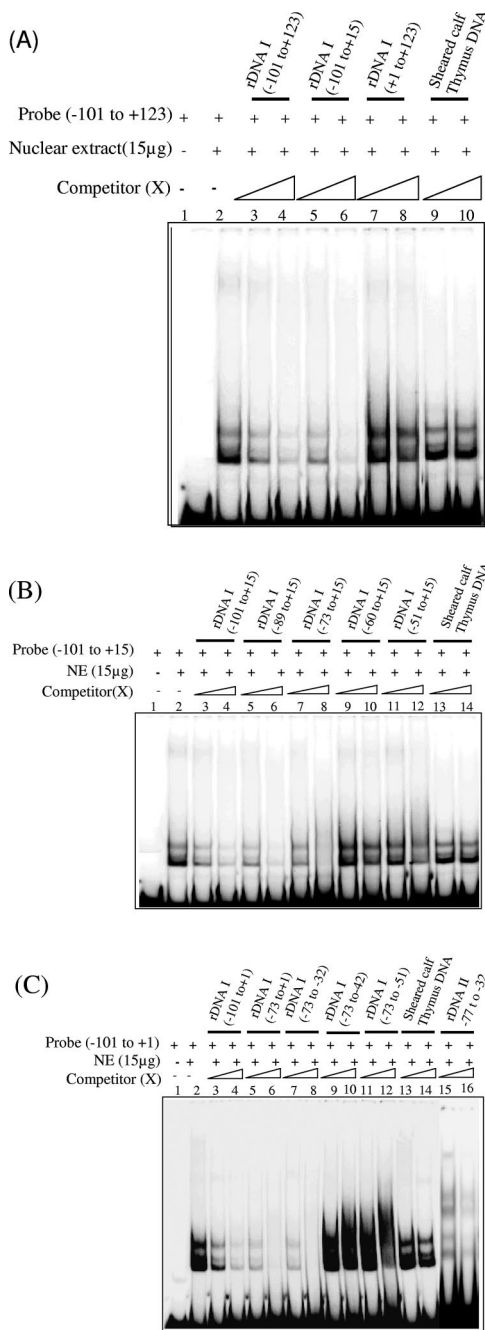 (A)
rDNA I
(-101 to+123)
rDNA I
(-101 to+15)
rDNA I
(+1 to+123)
Sheared calf
Thymus DNA
Probe (-101 to +123) + + + + + + + + + +
Nuclear extract(15µg) - + + + + + + + + +
Competitor (X) - -
1 2 3 4 5 6 7 8 9 10
(B)
rDNA I
(-101 to+15)
rDNA I
(-89 to+15)
rDNA I
(-73 to+15)
rDNA I
(-60 to+15)
rDNA I
(-51 to+15)
Sheared calf
Thymus DNA
Probe (-101 to +15) + + + + + + + + + + + + + +
NE (15µg) - + + + + + + + + + + + + +
Competitor(X) - -
1 2 3 4 5 6 7 8 9 10 11 12 13 14
(C)
rDNA I
(-101 to+1)
rDNA I
(-73 to+1)
rDNA I
(-73 to -32)
rDNA I
(-73 to-42)
rDNA I
(-73 to -51)
Sheared calf
Thymus DNA
rDNA II
-77 t0 -32
Probe (-101 to +1) + + + + + + + + + + + + + + + +
NE (15µg) - + + + + + + + + + + + + + + +
Competitor (X) - -
1 2 3 4 5 6 7 8 9 10 11 12 13 14 15 16